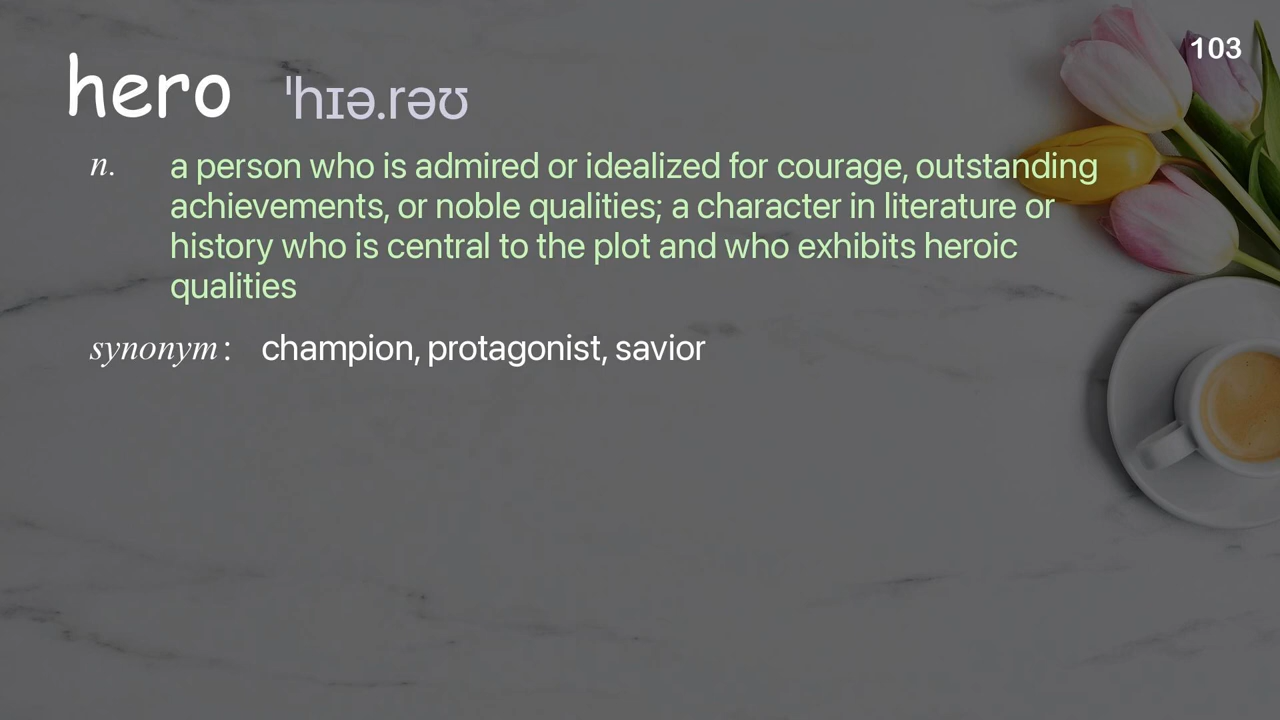 103
hero ˈhɪə.rəʊ
n. a person who is admired or idealized for courage, outstanding
achievements, or noble qualities; a character in literature or
history who is central to the plot and who exhibits heroic
qualities
synonym: champion, protagonist, savior